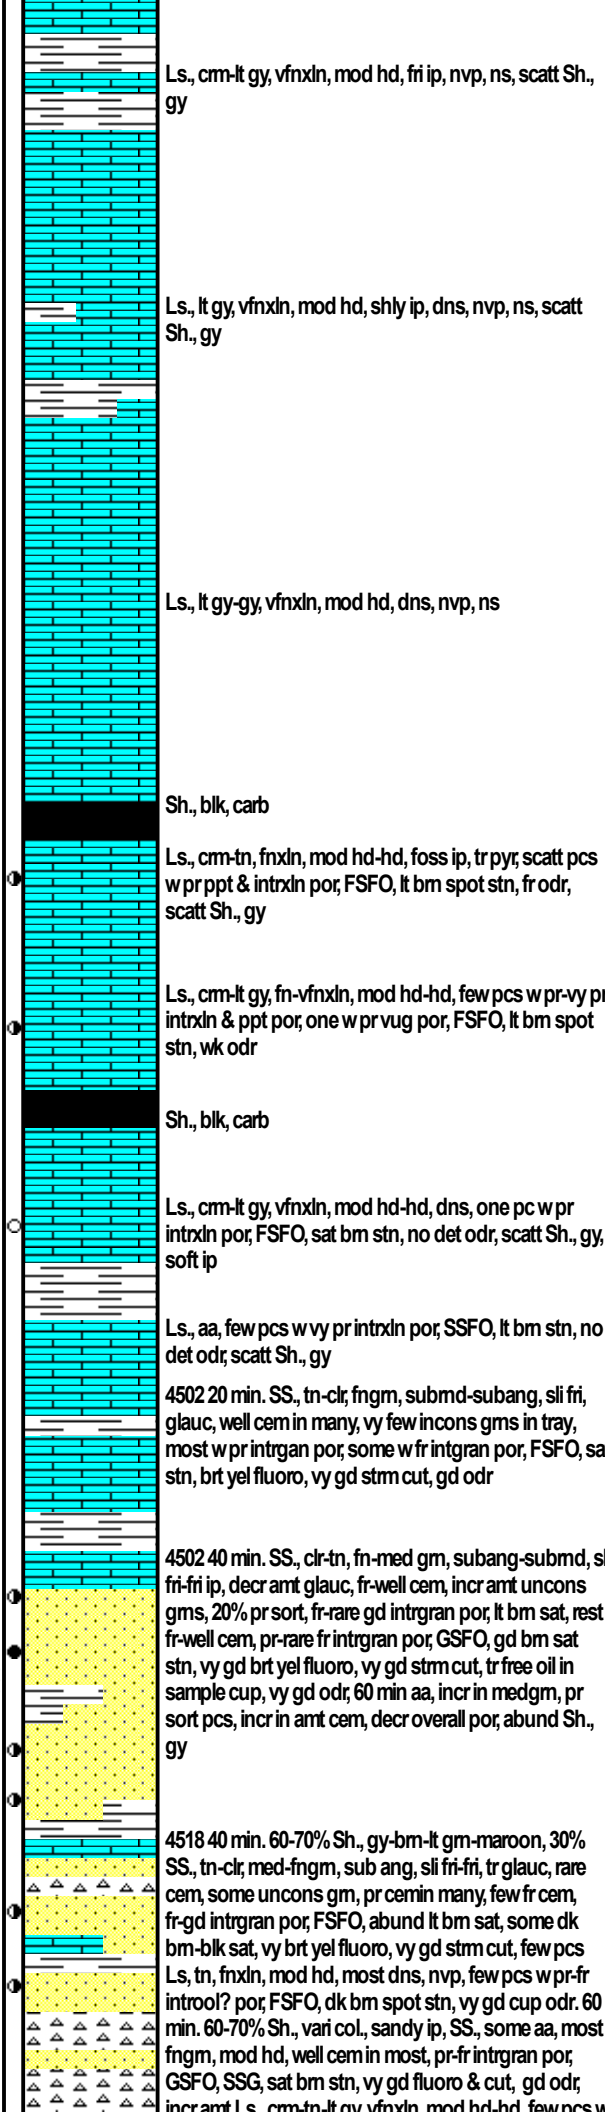 Ls., crm-lt gy, vfnxln, mod hd, fri ip, nvp, ns, scatt Sh.,
gy
Ls., lt gy, vfnxln, mod hd, shly ip, dns, nvp, ns, scatt
Sh., gy
Ls., lt gy-gy, vfnxln, mod hd, dns, nvp, ns
Sh., blk, carb
Ls., crm-tn, fnxln, mod hd-hd, foss ip, tr pyr, scatt pcs
w pr ppt & intrxln por, FSFO, lt brn spot stn, fr odr,
scatt Sh., gy
Ls., crm-lt gy, fn-vfnxln, mod hd-hd, few pcs w pr-vy pr
intrxln & ppt por, one w pr vug por, FSFO, lt brn spot
stn, wk odr
Sh., blk, carb
Ls., crm-lt gy, vfnxln, mod hd-hd, dns, one pc w pr
intrxln por, FSFO, sat brn stn, no det odr, scatt Sh., gy,
soft ip
Ls., aa, few pcs w vy pr intrxln por, SSFO, lt brn stn, no
det odr, scatt Sh., gy
4502 20 min. SS., tn-clr, fngrn, subrnd-subang, sli fri,
glauc, well cem in many, vy few incons grns in tray,
most w pr intrgan por, some w fr intgran por, FSFO, sa
stn, brt yel fluoro, vy gd strm cut, gd odr
4502 40 min. SS., clr-tn, fn-med grn, subang-subrnd, sl
fri-fri ip, decr amt glauc, fr-well cem, incr amt uncons
grns, 20% pr sort, fr-rare gd intrgran por, lt brn sat, rest
fr-well cem, pr-rare fr intrgran por, GSFO, gd brn sat
stn, vy gd brt yel fluoro, vy gd strm cut, tr free oil in
sample cup, vy gd odr, 60 min aa, incr in medgrn, pr
sort pcs, incr in amt cem, decr overall por, abund Sh.,
gy
4518 40 min. 60-70% Sh., gy-brn-lt grn-maroon, 30%
SS., tn-clr, med-fngrn, sub ang, sli fri-fri, tr glauc, rare
cem, some uncons grn, pr cem in many, few fr cem,
fr-gd intrgran por, FSFO, abund lt brn sat, some dk
brn-blk sat, vy brt yel fluoro, vy gd strm cut, few pcs
Ls, tn, fnxln, mod hd, most dns, nvp, few pcs w pr-fr
introol? por, FSFO, dk brn spot stn, vy gd cup odr. 60
min. 60-70% Sh., vari col., sandy ip, SS., some aa, most
fngrn, mod hd, well cem in most, pr-fr intrgran por,
GSFO, SSG, sat brn stn, vy gd fluoro & cut, gd odr,
incr amt Ls., crm-tn-lt gy, vfnxln, mod hd-hd, few pcs w